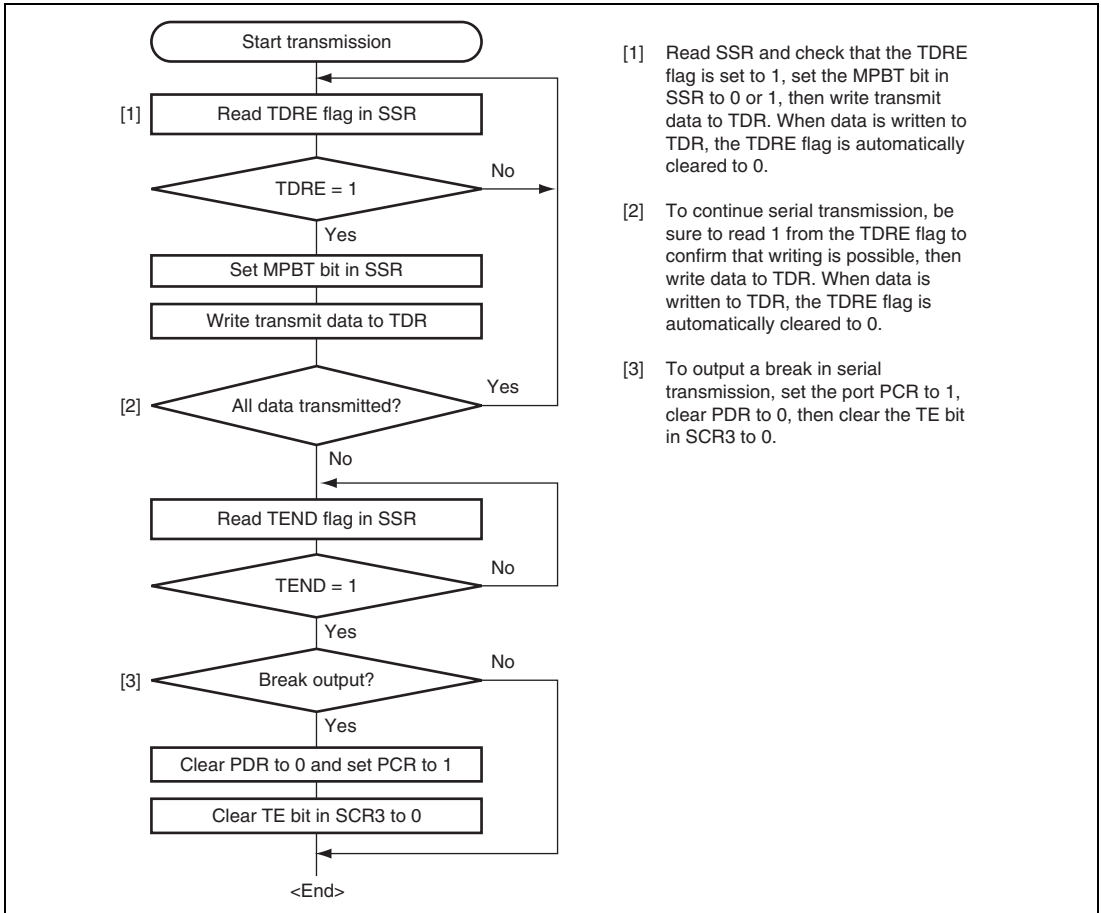 Start transmission
[1]
Read TDRE flag in SSR
TDRE = 1
No
Yes
Set MPBT bit in SSR
Write transmit data to TDR
[2]
All data transmitted?
Yes
No
Read TEND flag in SSR
TEND = 1
No
Yes
[3]
Break output?
No
Yes
Clear PDR to 0 and set PCR to 1
Clear TE bit in SCR3 to 0
<End>
[1] Read SSR and check that the TDRE
flag is set to 1, set the MPBT bit in
SSR to 0 or 1, then write transmit
data to TDR. When data is written to
TDR, the TDRE flag is automatically
cleared to 0.
[2] To continue serial transmission, be
sure to read 1 from the TDRE flag to
confirm that writing is possible, then
write data to TDR. When data is
written to TDR, the TDRE flag is
automatically cleared to 0.
[3] To output a break in serial
transmission, set the port PCR to 1,
clear PDR to 0, then clear the TE bit
in SCR3 to 0.